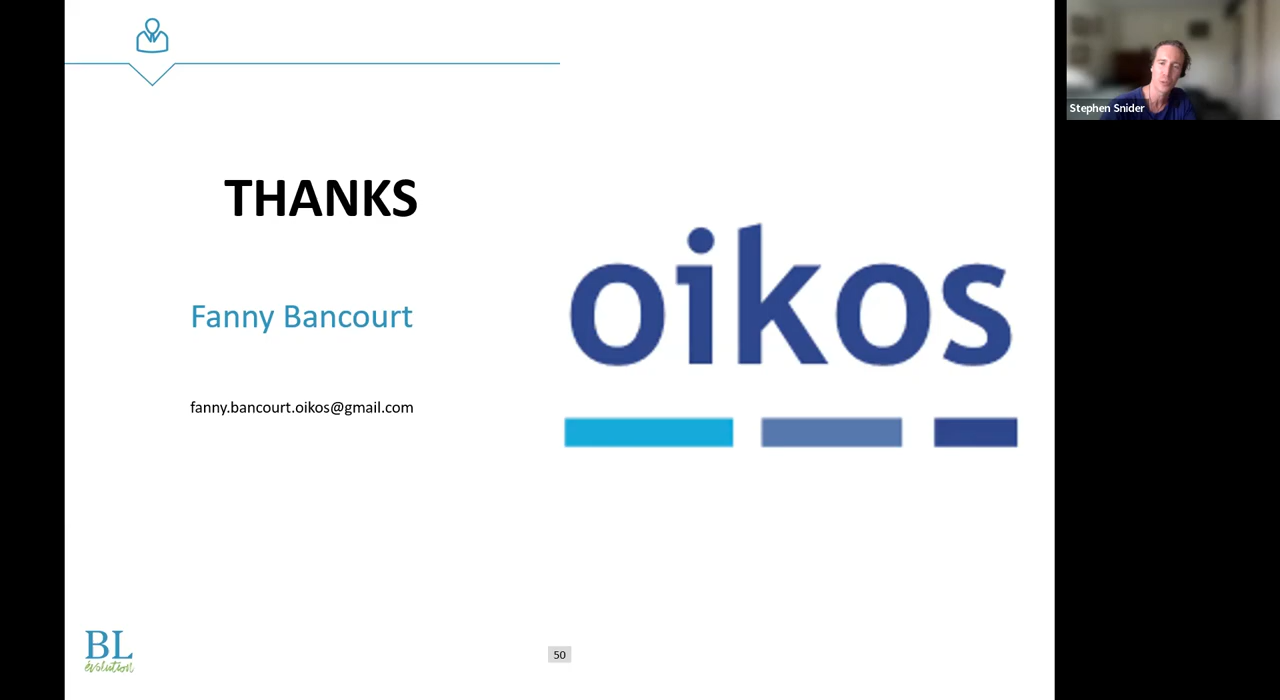 THANKS
Fanny Bancourt
fanny.bancourt.oikos@gmail.com
oikos
BL
évolution
50
Stephen Snider